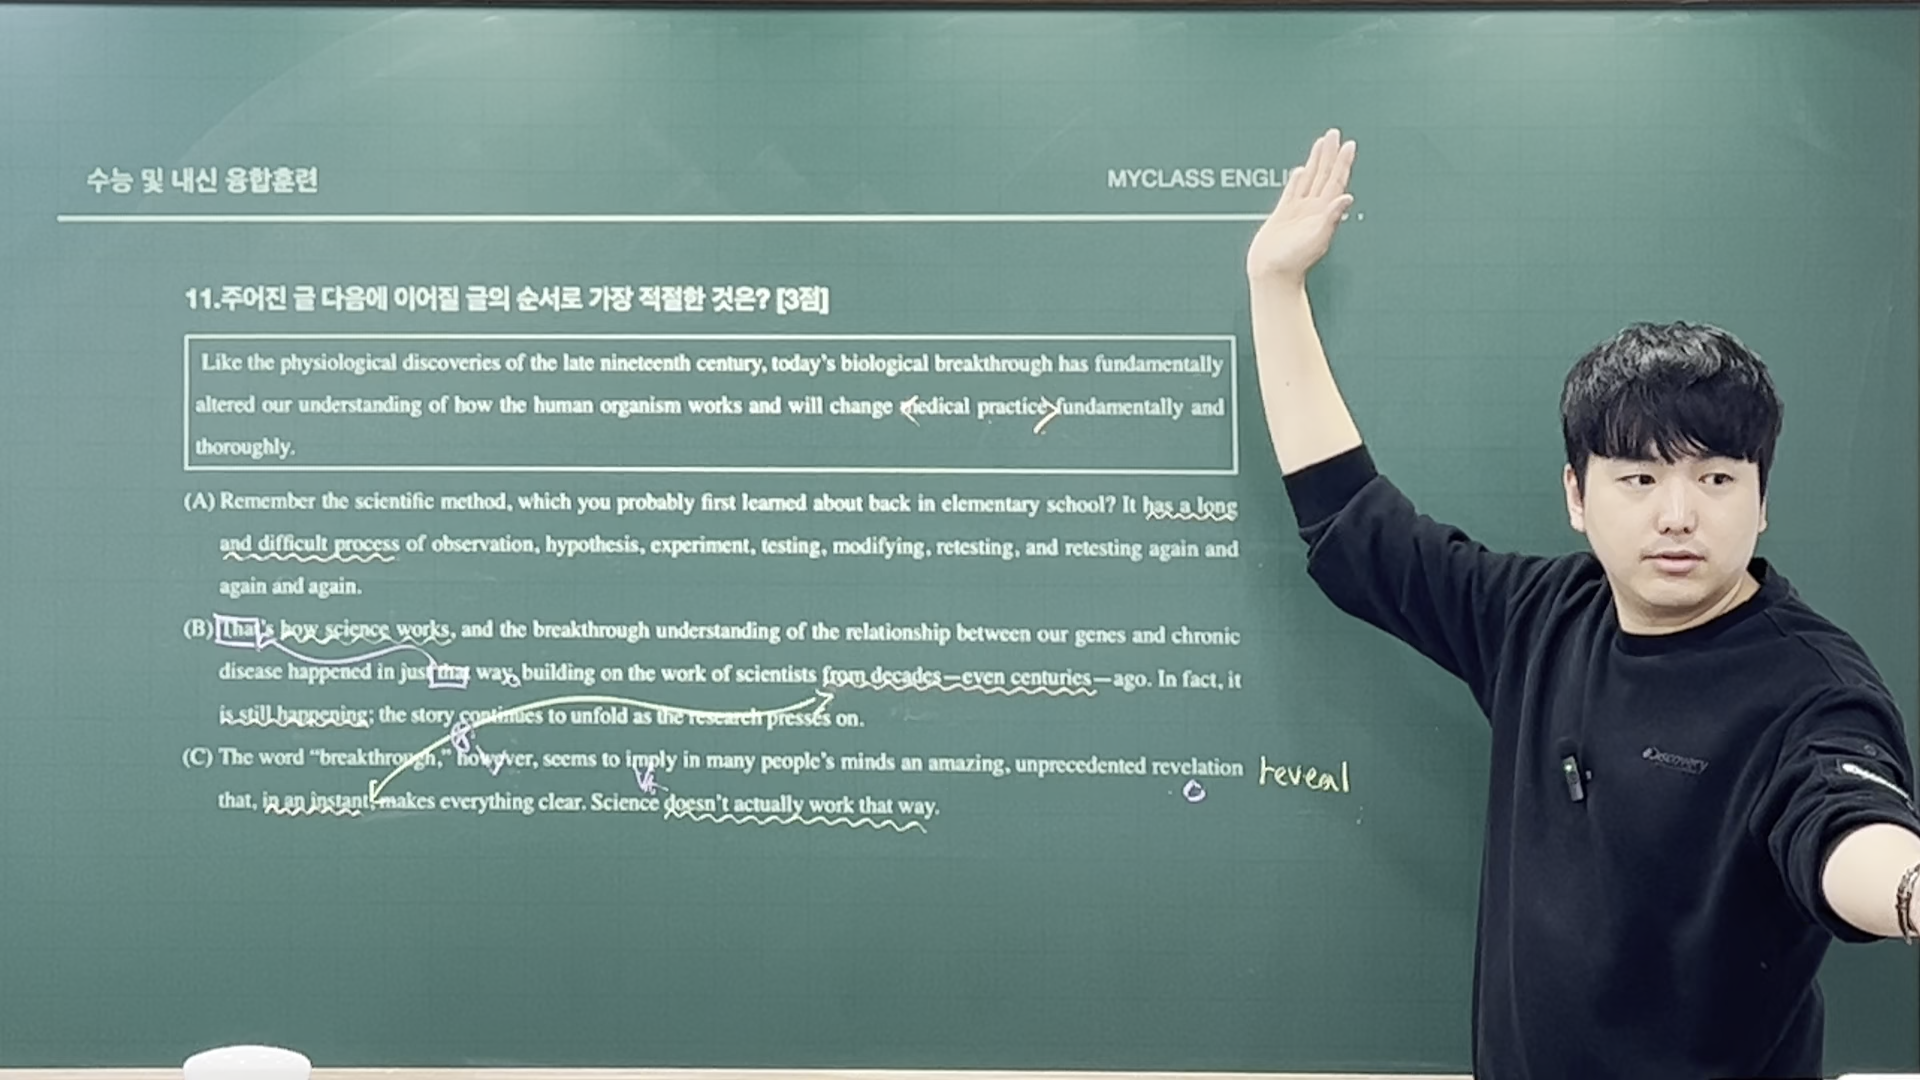 수능 및 내신 융합훈련
MYCLASS ENGLI
11.주어진 글 다음에 이어질 글의 순서로 가장 적절한 것은? [3점]
Like the physiological discoveries of the late nineteenth century, today's biological breakthrough has fundamentally
altered our understanding of how the human organism works and will change medical practice fundamentally and
thoroughly.
(A) Remember the scientific method, which you probably first learned about back in elementary school? It has a long
and difficult process of observation, hypothesis, experiment, testing, modifying, retesting, and retesting again and
again and again.
(B) That's how science works, and the breakthrough understanding of the relationship between our genes and chronic
disease happened in just that way, building on the work of scientists from decades—even centuries—ago. In fact, it
is still happening; the story continues to unfold as the research presses on.
(C) The word “breakthrough,” however, seems to imply in many people's minds an amazing, unprecedented revelation
that, in an instant, makes everything clear. Science doesn't actually work that way.
reveal
Discovery